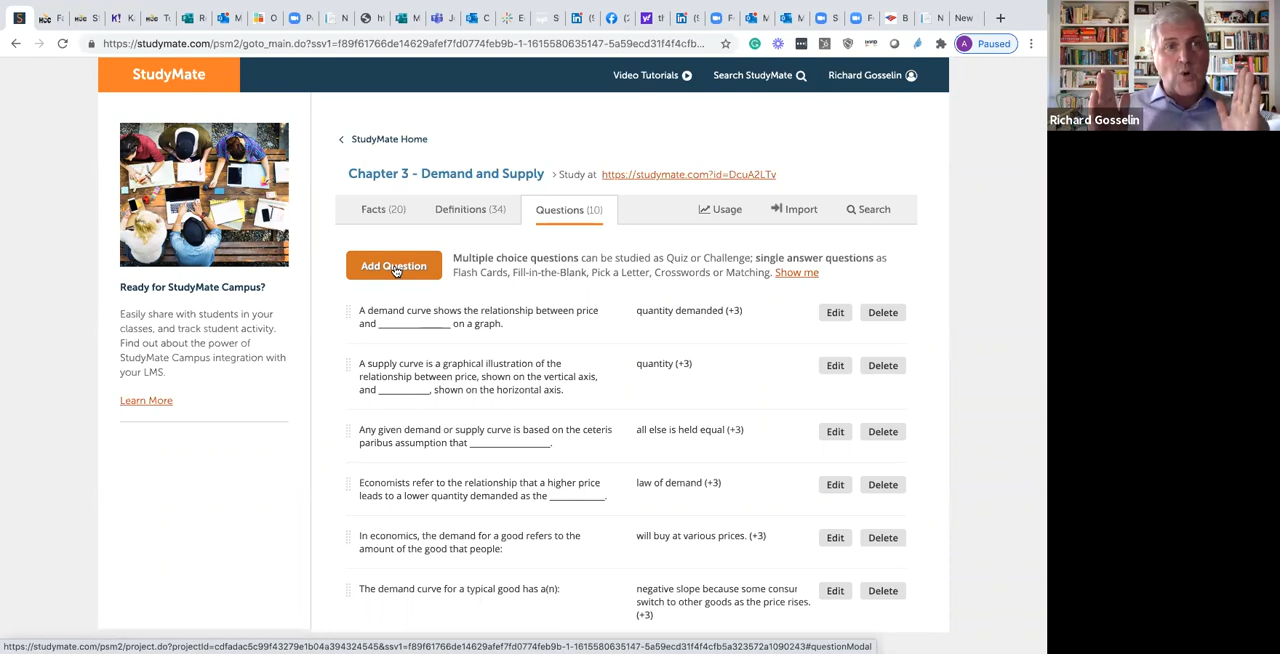 https://studymate.com/psm2/goto_main.do?ssv1=f89f61766de14629afef7fd0774feb9b-1-1615580635147-5a59ecd31f4f4cfb...
A
Paused
StudyMate
Video Tutorials
Search StudyMate
Richard Gosselin
Richard Gosselin
StudyMate Home
Chapter 3 - Demand and Supply
> Study at https://studymate.com?id=DcuA2LTv
Facts (20)
Definitions (34)
Questions (10)
Usage
Import
Search
Add Question
Multiple choice questions can be studied as Quiz or Challenge; single answer questions as
Flash Cards, Fill-in-the-Blank, Pick a Letter, Crosswords or Matching. Show me
Ready for StudyMate Campus?
Easily share with students in your
classes, and track student activity.
Find out about the power of
StudyMate Campus integration with
your LMS.
Learn More
A demand curve shows the relationship between price
and _______________ on a graph.
quantity demanded (+3)
Edit
Delete
A supply curve is a graphical illustration of the
relationship between price, shown on the vertical axis,
and ___________, shown on the horizontal axis.
quantity (+3)
Edit
Delete
Any given demand or supply curve is based on the ceteris
paribus assumption that _________________.
all else is held equal (+3)
Edit
Delete
Economists refer to the relationship that a higher price
leads to a lower quantity demanded as the ____________.
law of demand (+3)
Edit
Delete
In economics, the demand for a good refers to the
amount of the good that people:
will buy at various prices. (+3)
Edit
Delete
The demand curve for a typical good has a(n):
negative slope because some consur
switch to other goods as the price rises.
(+3)
Edit
Delete
https://studymate.com/psm2/project.do?projectId=cdfadac5c99f43279e1b04a394324545&ssv1=f89f61766de14629afef7fd0774feb9b-1-1615580635147-5a59ecd31f4f4cfb5a323572a1090243#questionModal